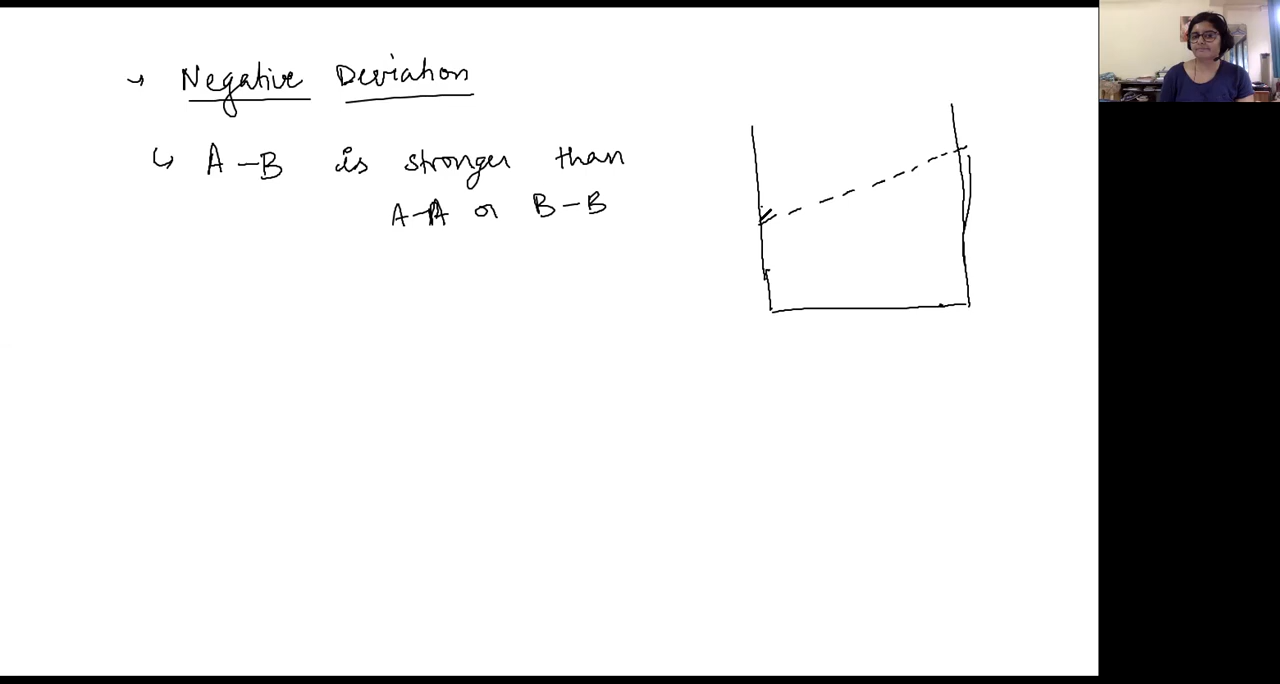 → Negative Deviation
↳ A-B is stronger than
A-A or B-B